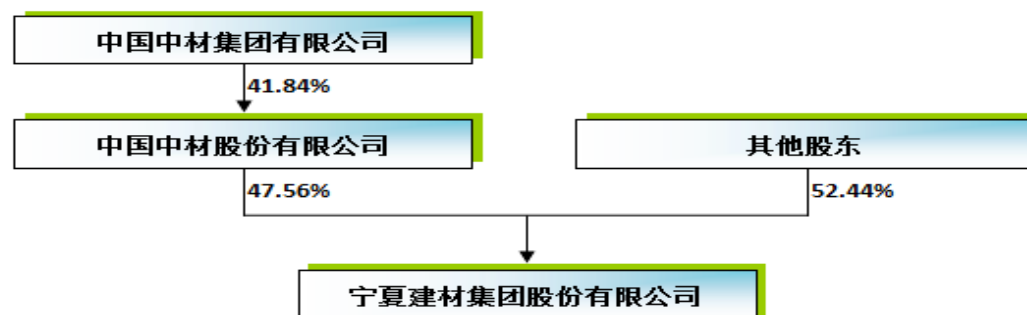 中国中材集团有限公司
41.84%
中国中材股份有限公司
其他股东
47.56%
52.44%
宁夏建材集团股份有限公司